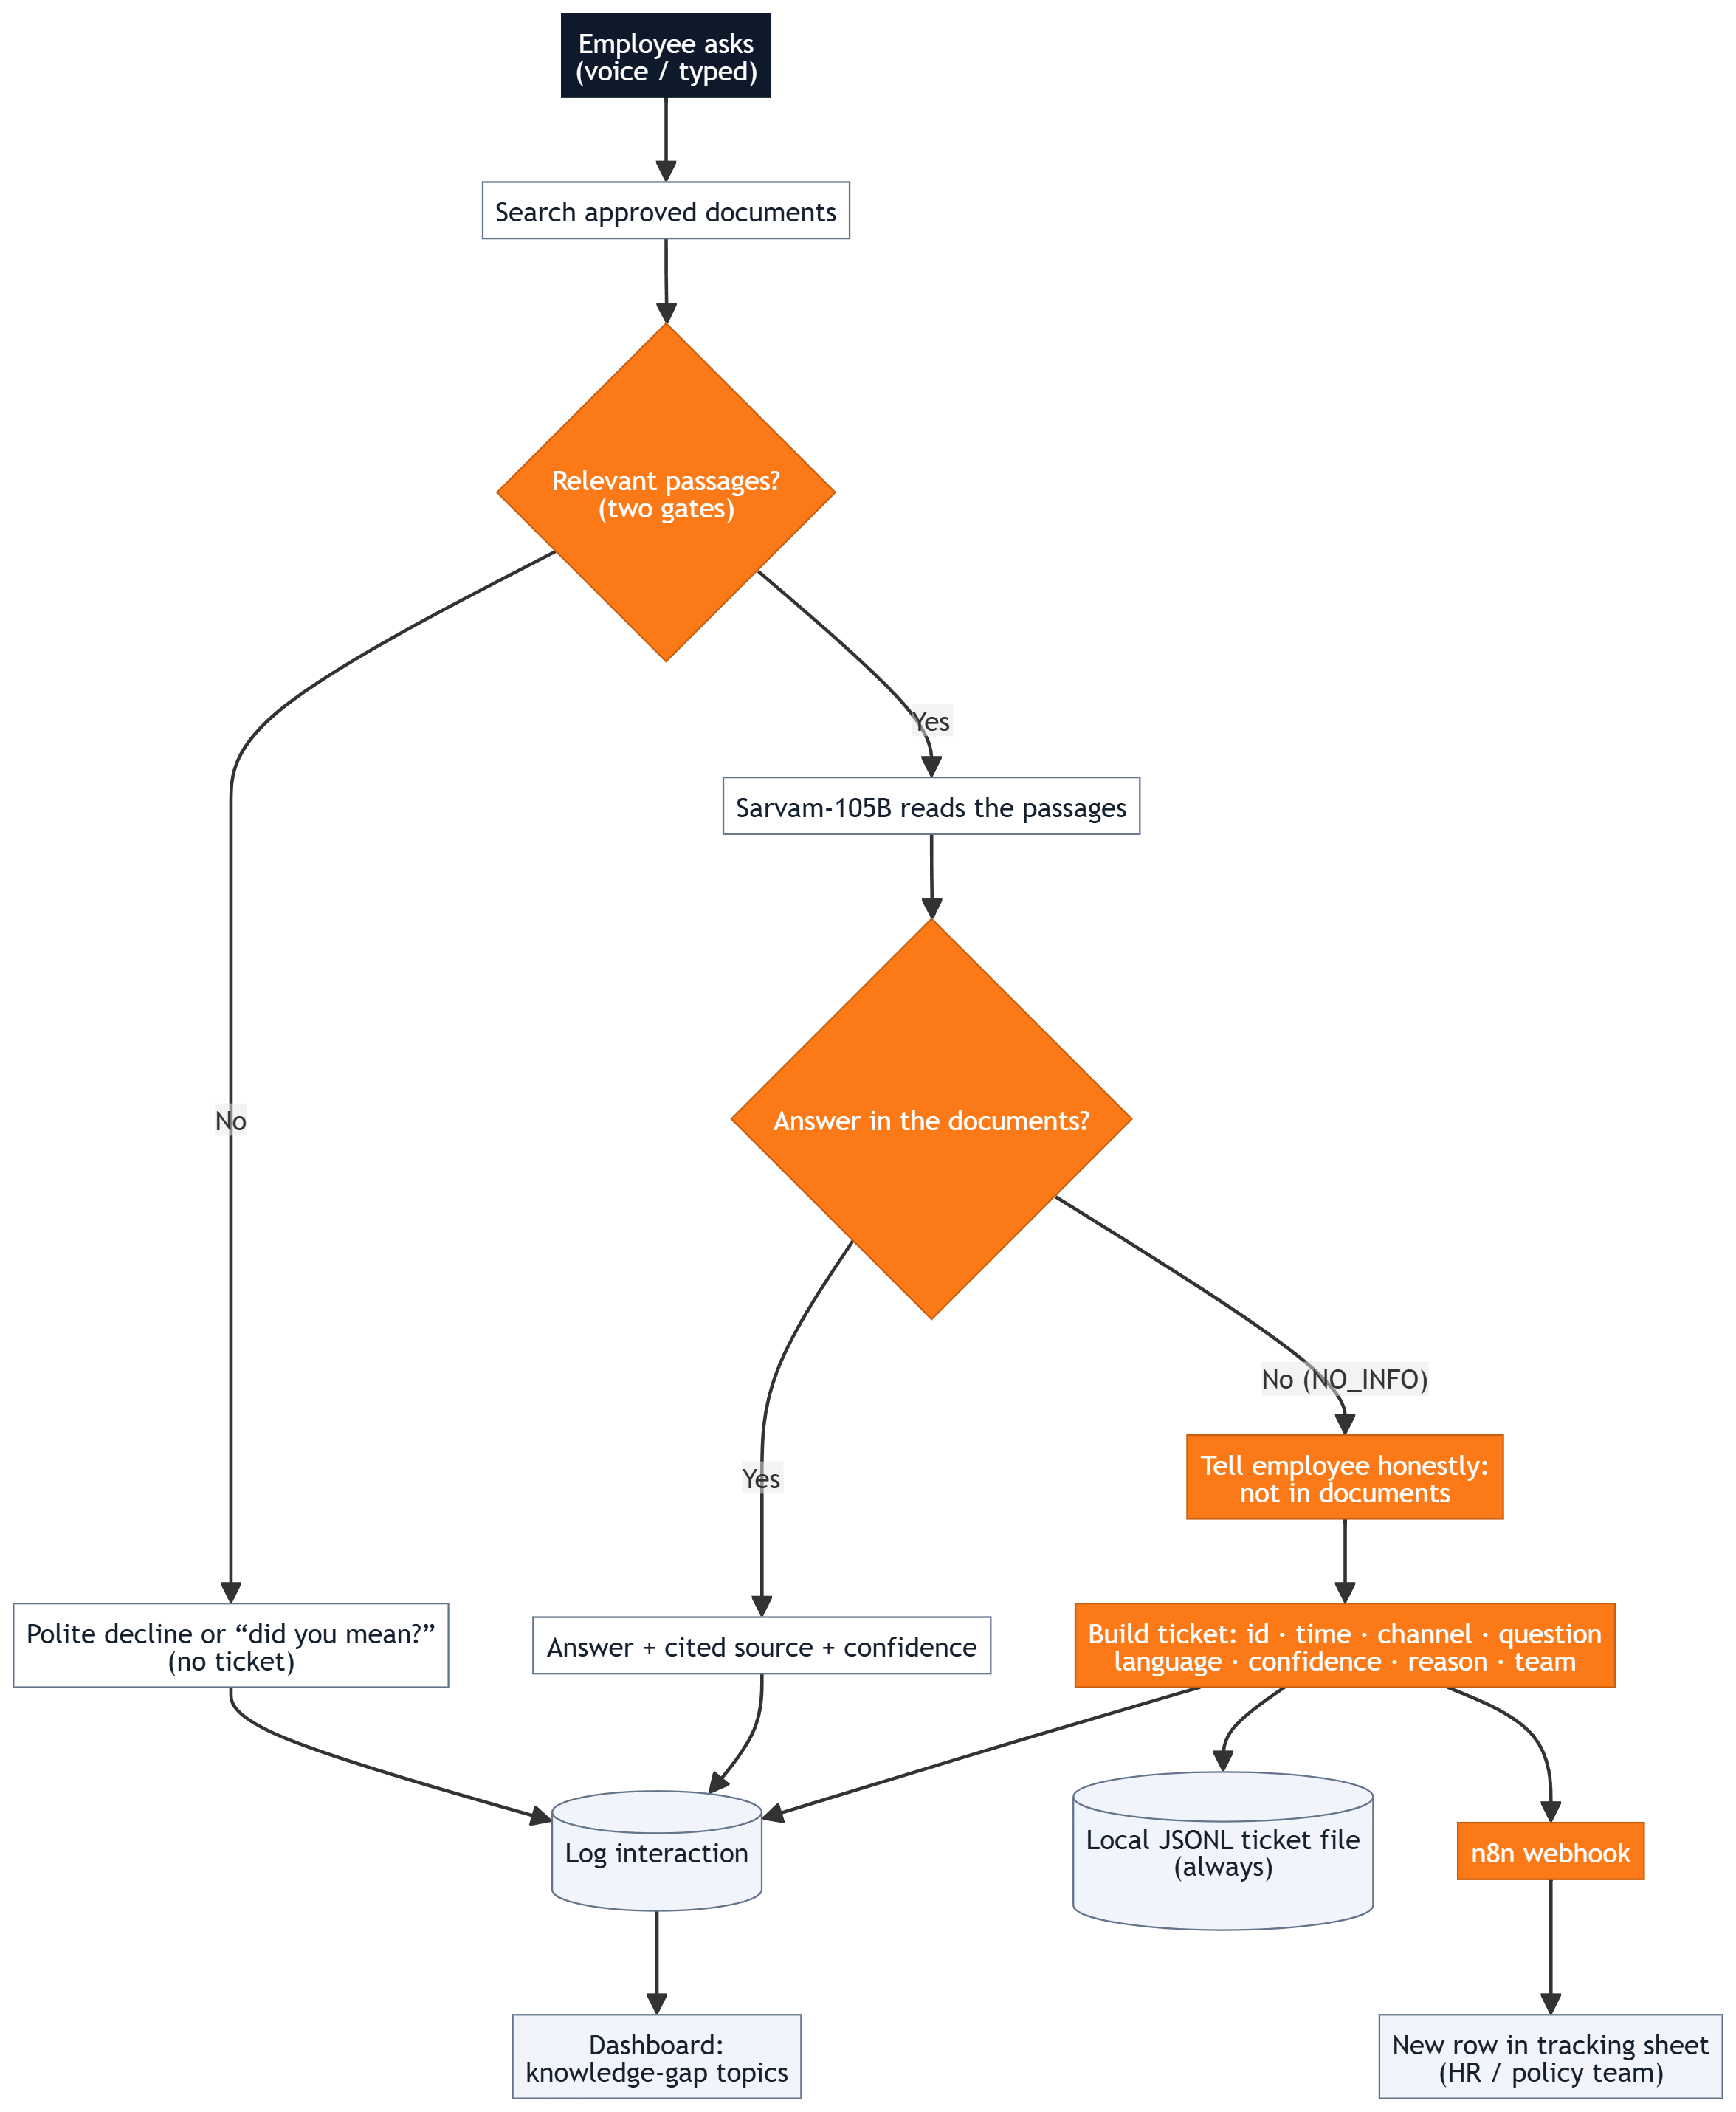 Employee asks
(voice / typed)
Search approved documents
Relevant passages?
(two gates)
Yes
Sarvam-105B reads the passages
No
Answer in the documents?
No (NO_INFO)
Yes
Tell employee honestly:
not in documents
Polite decline or “did you mean?”
(no ticket)
Answer + cited source + confidence
Build ticket: id · time · channel · question
language · confidence · reason · team
Log interaction
Local JSONL ticket file
(always)
n8n webhook
Dashboard:
knowledge-gap topics
New row in tracking sheet
(HR / policy team)